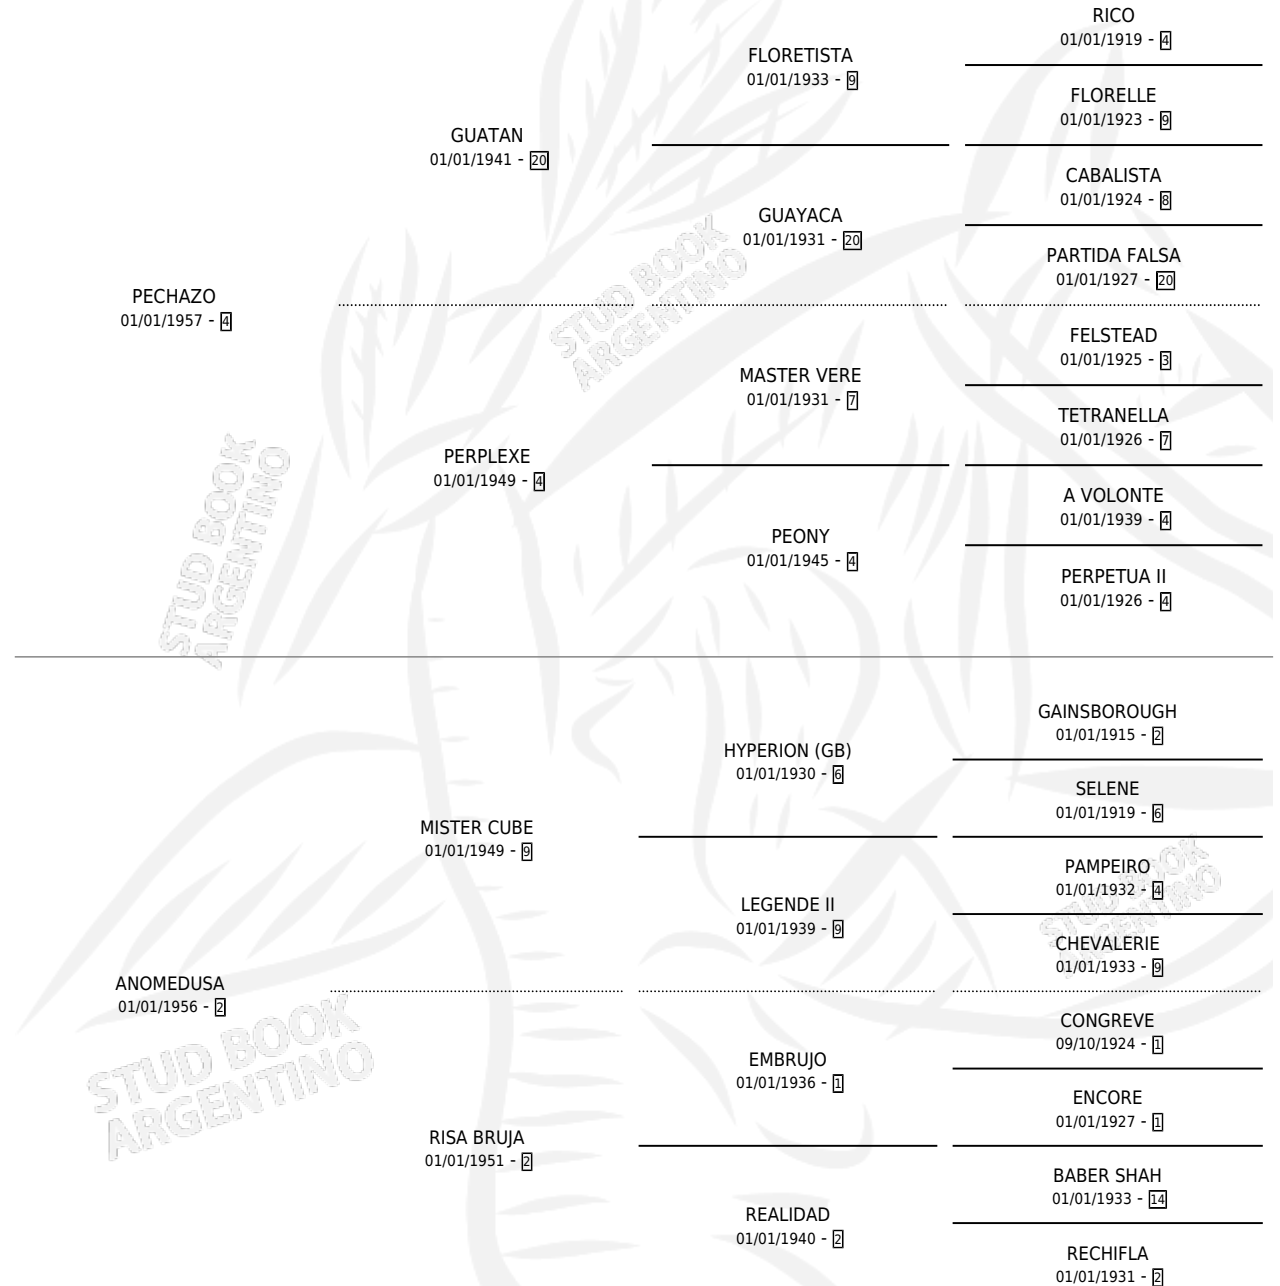 RICO
01/01/1919 - 4
FLORETISTA
01/01/1933 - 9
FLORELLE
01/01/1923 - 9
GUATAN
01/01/1941 - 20
CABALISTA
01/01/1924 - 8
GUAYACA
01/01/1931 - 20
PARTIDA FALSA
01/01/1927 - 20
PECHAZO
01/01/1957 - 4
FELSTEAD
01/01/1925 - 3
MASTER VERE
01/01/1931 - 7
TETRANELLA
01/01/1926 - 7
PERPLEXE
01/01/1949 - 4
A VOLONTE
01/01/1939 - 4
PEONY
01/01/1945 - 4
PERPETUA II
01/01/1926 - 4
STUD BOOK
ARGENTINO
STUD BOOK
ARGENTINO
GAINSBOROUGH
01/01/1915 - 2
HYPERION (GB)
01/01/1930 - 6
SELENE
01/01/1919 - 6
MISTER CUBE
01/01/1949 - 9
PAMPEIRO
01/01/1932 - 4
LEGENDE II
01/01/1939 - 9
CHEVALERIE
01/01/1933 - 9
ANOMEDUSA
01/01/1956 - 2
CONGREVE
09/10/1924 - 1
EMBRUJO
01/01/1936 - 1
ENCORE
01/01/1927 - 1
RISA BRUJA
01/01/1951 - 2
BABER SHAH
01/01/1933 - 14
REALIDAD
01/01/1940 - 2
RECHIFLA
01/01/1931 - 2
STUD BOOK
ARGENTINO
STUD BOOK
ARGENTINO